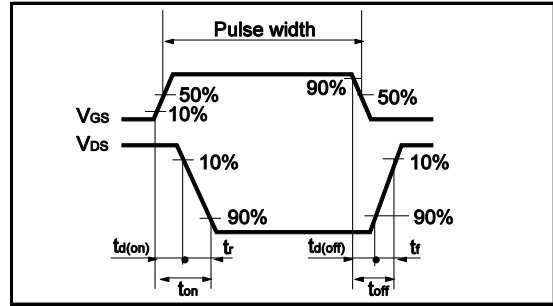 Pulse width
90%
50%
50%
VGS
10%
VDS
10%
10%
90%
90%
td(on)
tr
td(off)
tf
ton
toff